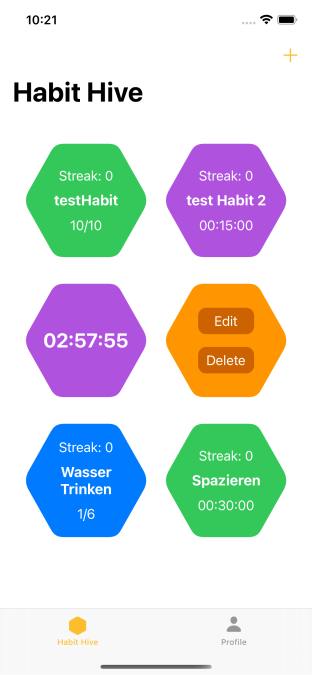 10:21
Habit Hive
Streak: 0
testHabit
10/10
Streak: 0
test Habit 2
00:15:00
02:57:55
Edit
Delete
Streak: 0
Wasser
Trinken
1/6
Streak: 0
Spazieren
00:30:00
Habit Hive
Profile